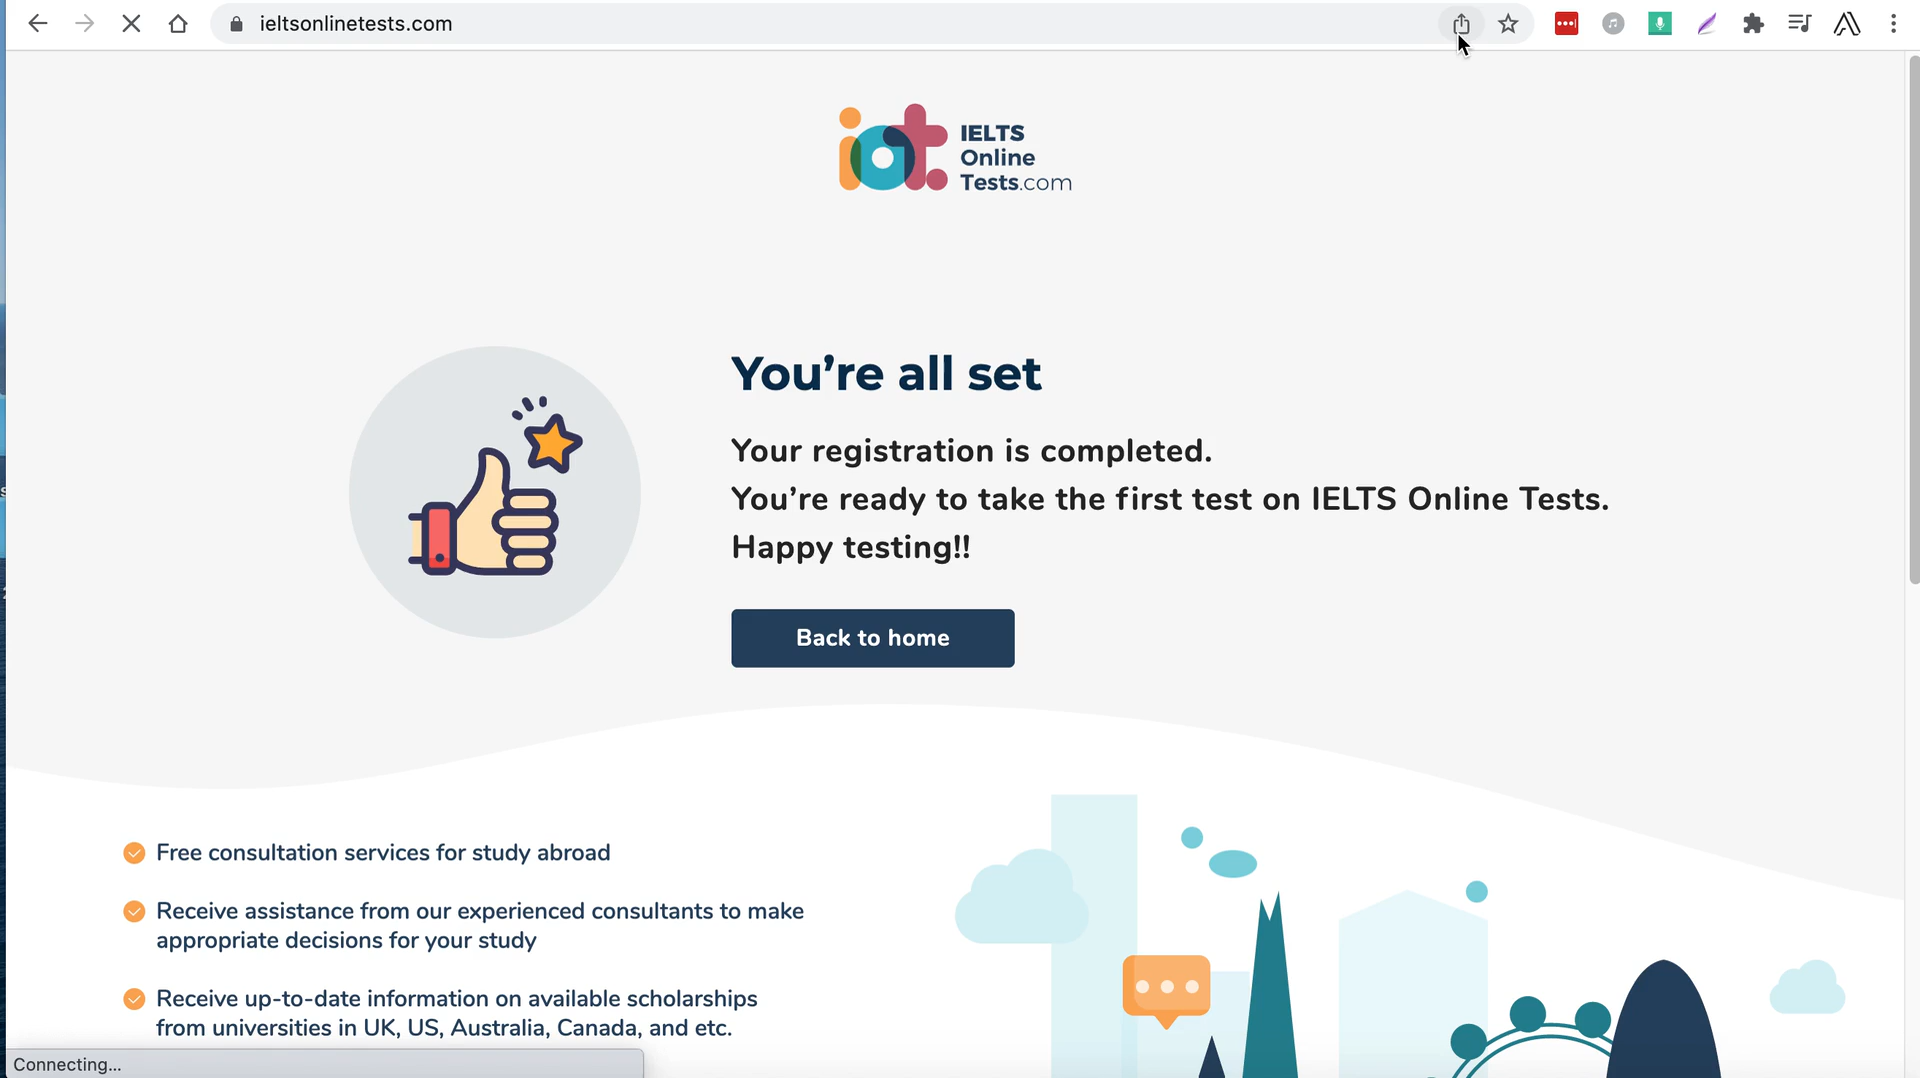 ieltsonlinetests.com
iot.
IELTS
Online
Tests.com
You’re all set
Your registration is completed.
You’re ready to take the first test on IELTS Online Tests.
Happy testing!!
Back to home
Free consultation services for study abroad
Receive assistance from our experienced consultants to make
appropriate decisions for your study
Receive up-to-date information on available scholarships
from universities in UK, US, Australia, Canada, and etc.
Connecting...